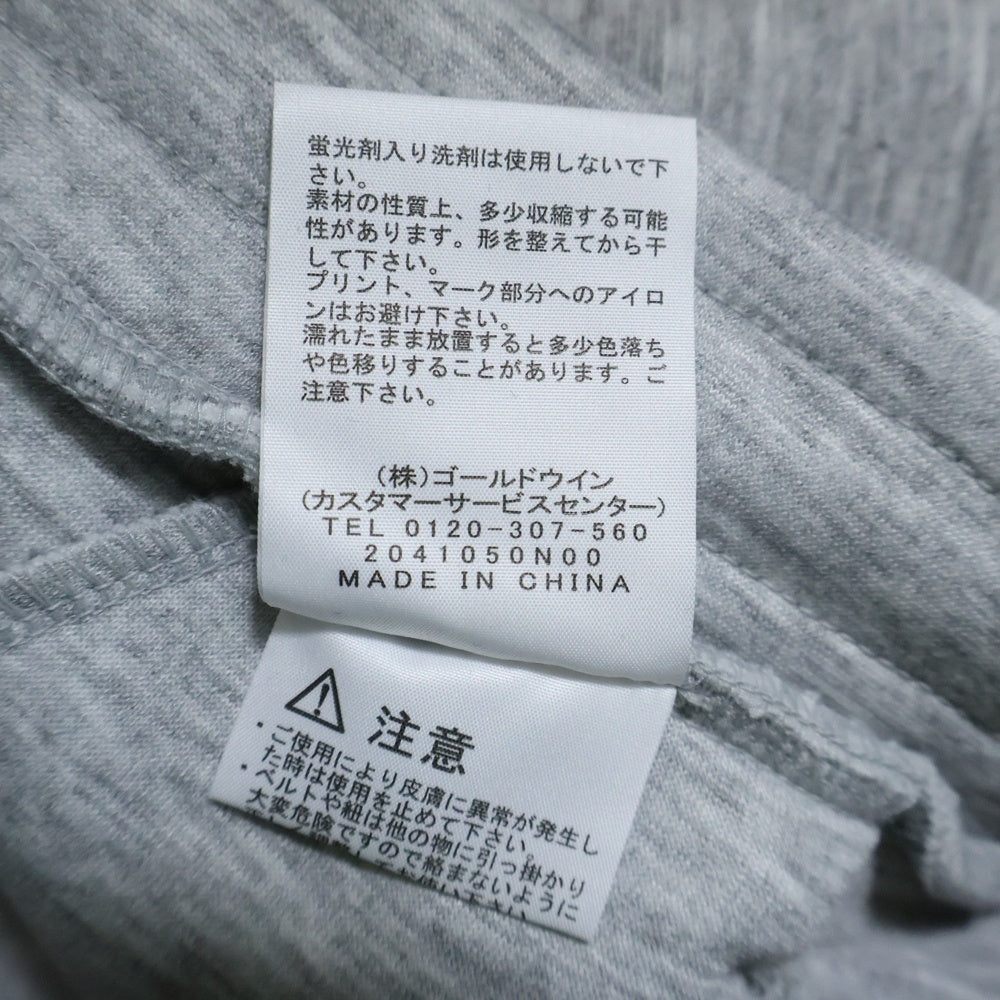 蛍光剤入り洗剤は使用しないで下
さい。
素材の性質上、多少収縮する可能
性があります。形を整えてから干
して下さい。
プリント、マーク部分へのアイロ
ンはお避け下さい。
濡れたまま放置すると多少色落ち
や色移りすることがあります。ご
注意下さい。
(株)ゴールドウイン
(カスタマーサービスセンター)
TEL 0120-307-560
2041050N00
MADE IN CHINA
注意
・ご使用により皮膚に異常が発生し
た時は使用を止めて下さい。
・ベルトや紐は他の物に引っ掛かり
大変危険ですので絡まないように
してお使い下さい